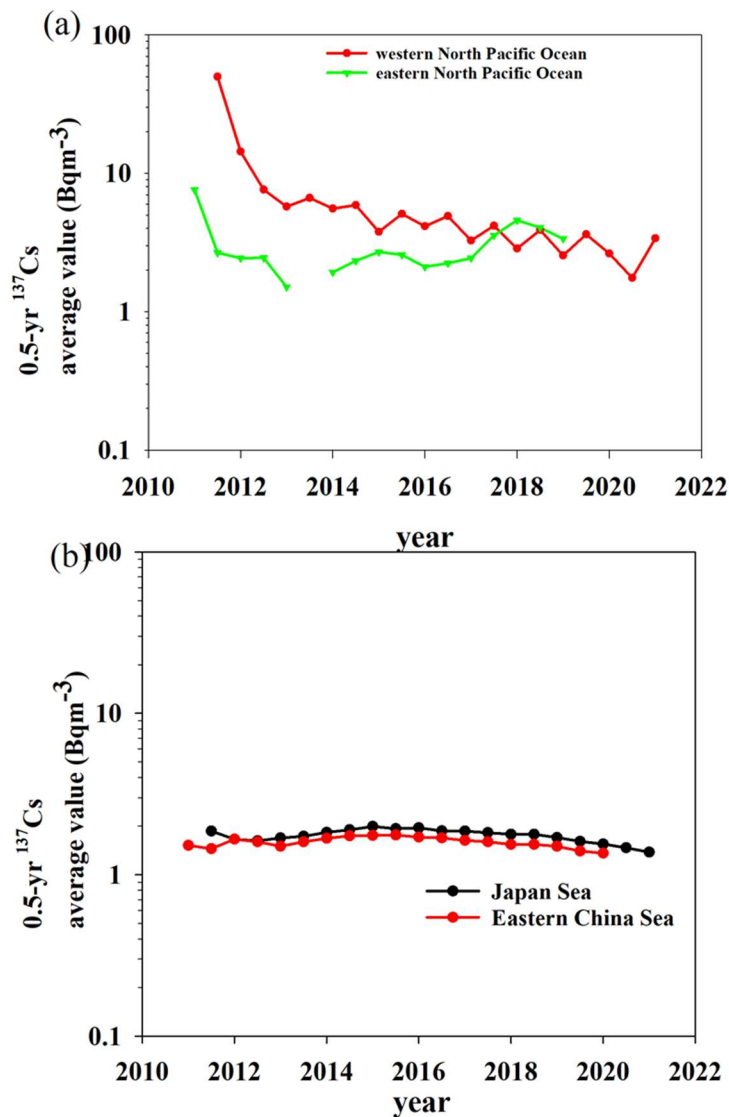 (a)
100
10
1
0.1
western North Pacific Ocean
eastern North Pacific Ocean
0.5-yr ¹³⁷Cs
average value (Bqm⁻³)
2010 2012 2014 2016 2018 2020 2022
year
(b)
100
10
1
0.1
Japan Sea
Eastern China Sea
0.5-yr ¹³⁷Cs
average value (Bqm⁻³)
2010 2012 2014 2016 2018 2020 2022
year